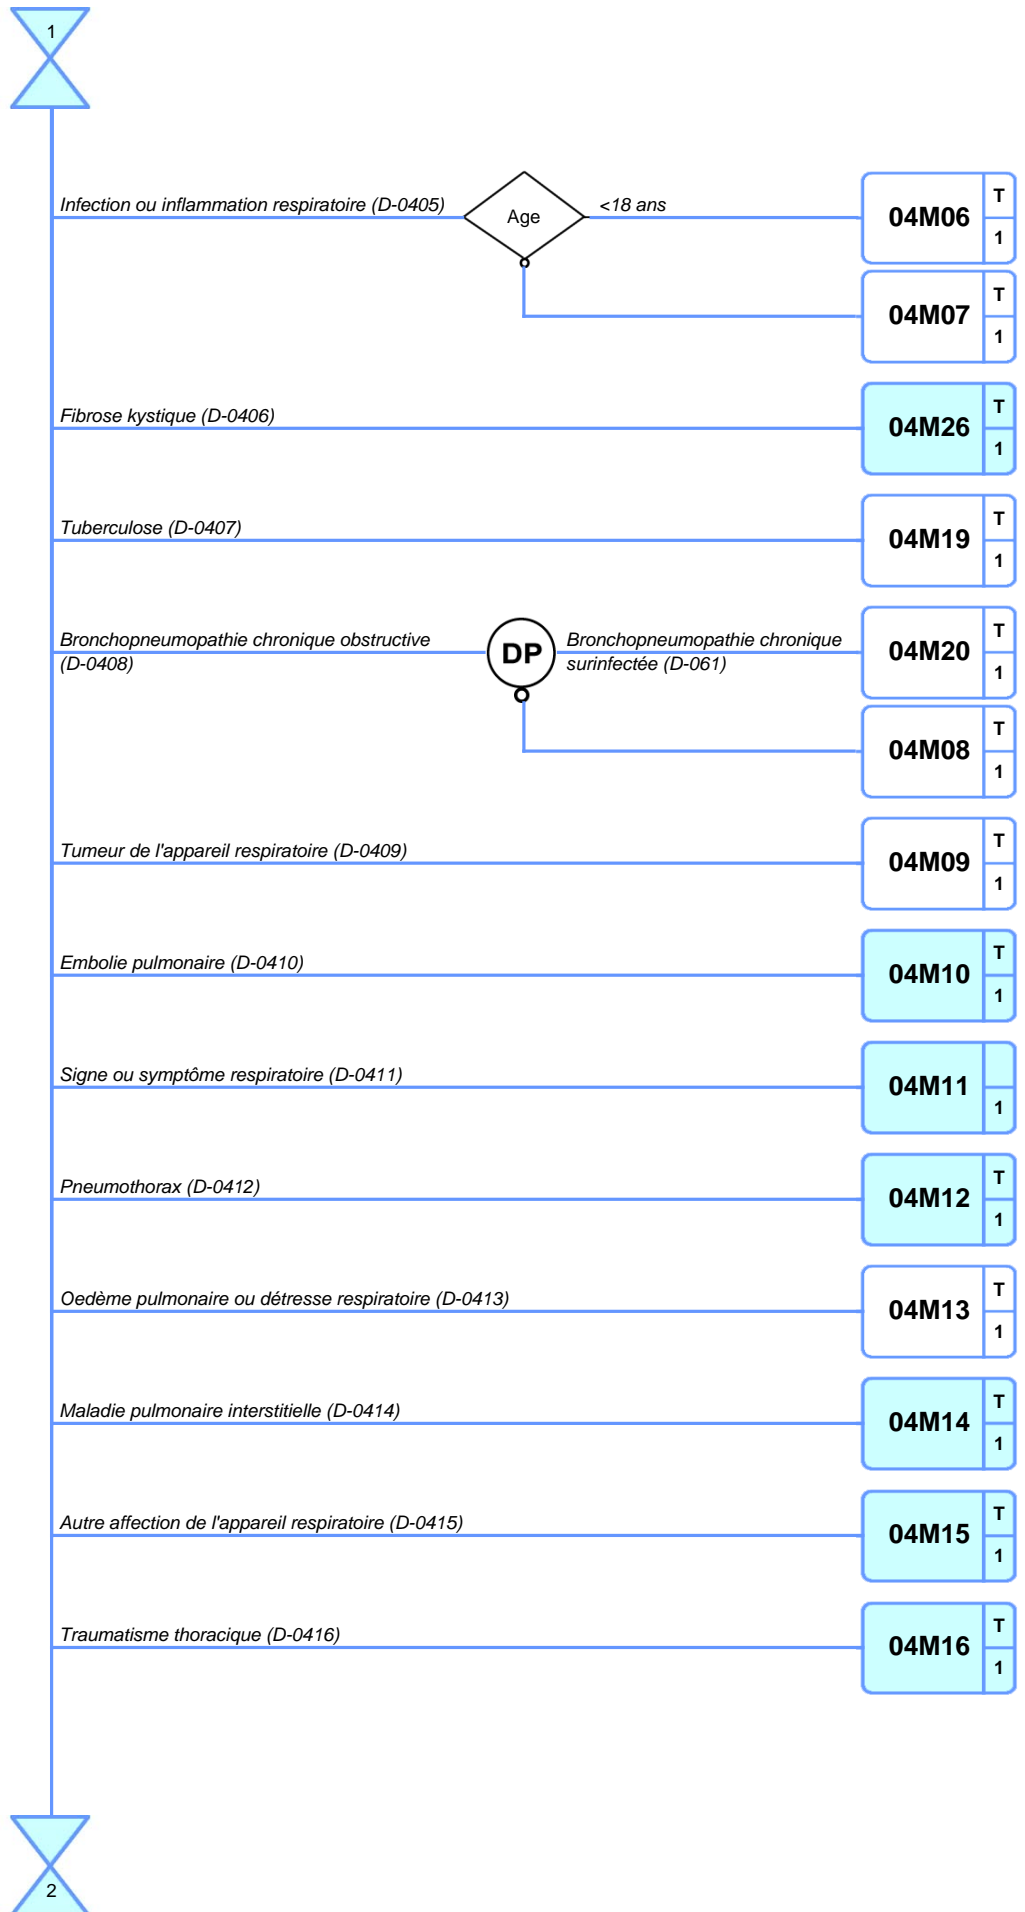 1
Infection ou inflammation respiratoire (D-0405)
Age
<18 ans
04M06
T
1
04M07
T
1
Fibrose kystique (D-0406)
04M26
T
1
Tuberculose (D-0407)
04M19
T
1
Bronchopneumopathie chronique obstructive
(D-0408)
DP
Bronchopneumopathie chronique
surinfectée (D-061)
04M20
T
1
04M08
T
1
Tumeur de l'appareil respiratoire (D-0409)
04M09
T
1
Embolie pulmonaire (D-0410)
04M10
T
1
Signe ou symptôme respiratoire (D-0411)
04M11
1
Pneumothorax (D-0412)
04M12
T
1
Oedème pulmonaire ou détresse respiratoire (D-0413)
04M13
T
1
Maladie pulmonaire interstitielle (D-0414)
04M14
T
1
Autre affection de l'appareil respiratoire (D-0415)
04M15
T
1
Traumatisme thoracique (D-0416)
04M16
T
1
2